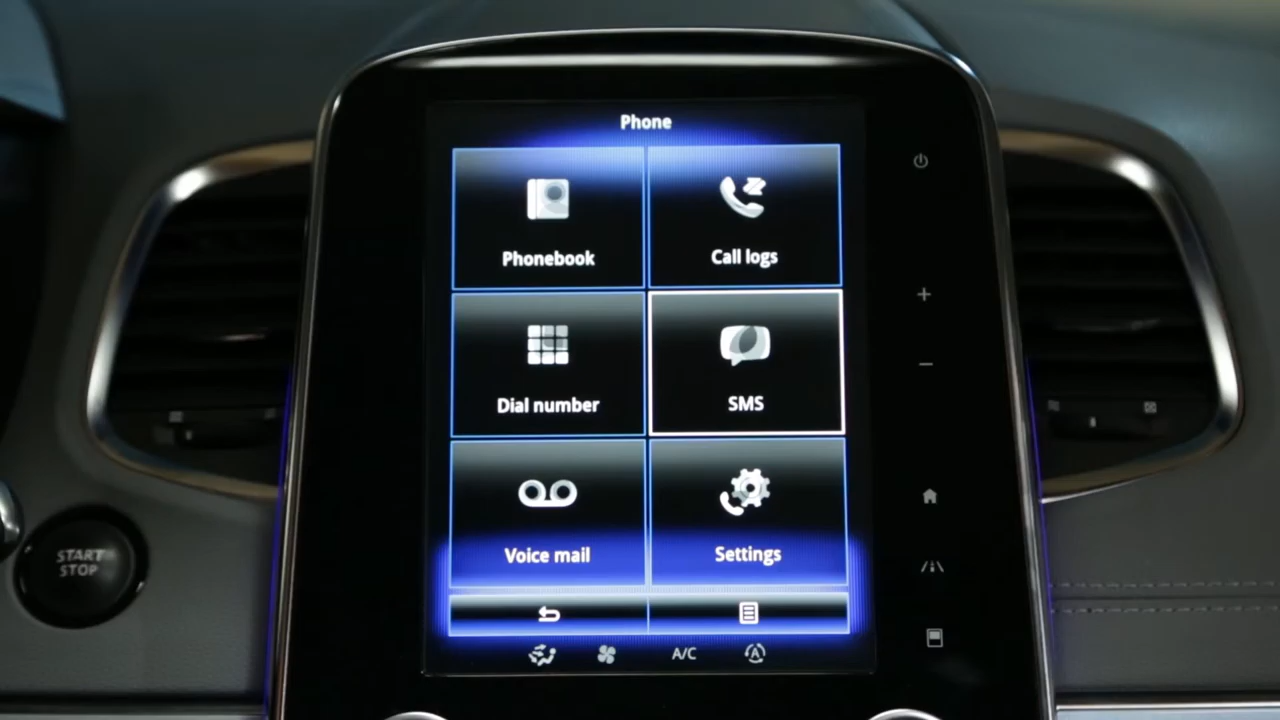 Phone
Phonebook
Call logs
Dial number
SMS
Voice mail
Settings
A/C
START
STOP